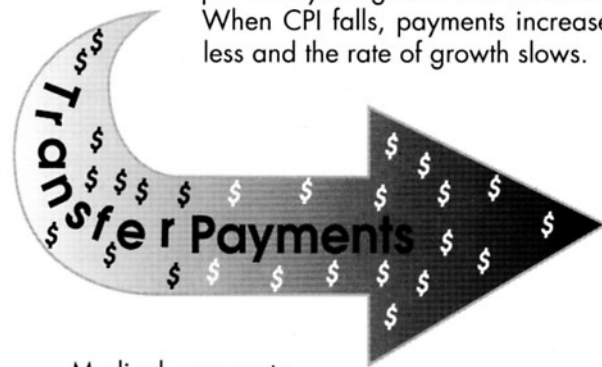 When CPI falls, payments increase
less and the rate of growth slows.
Transfer Payments